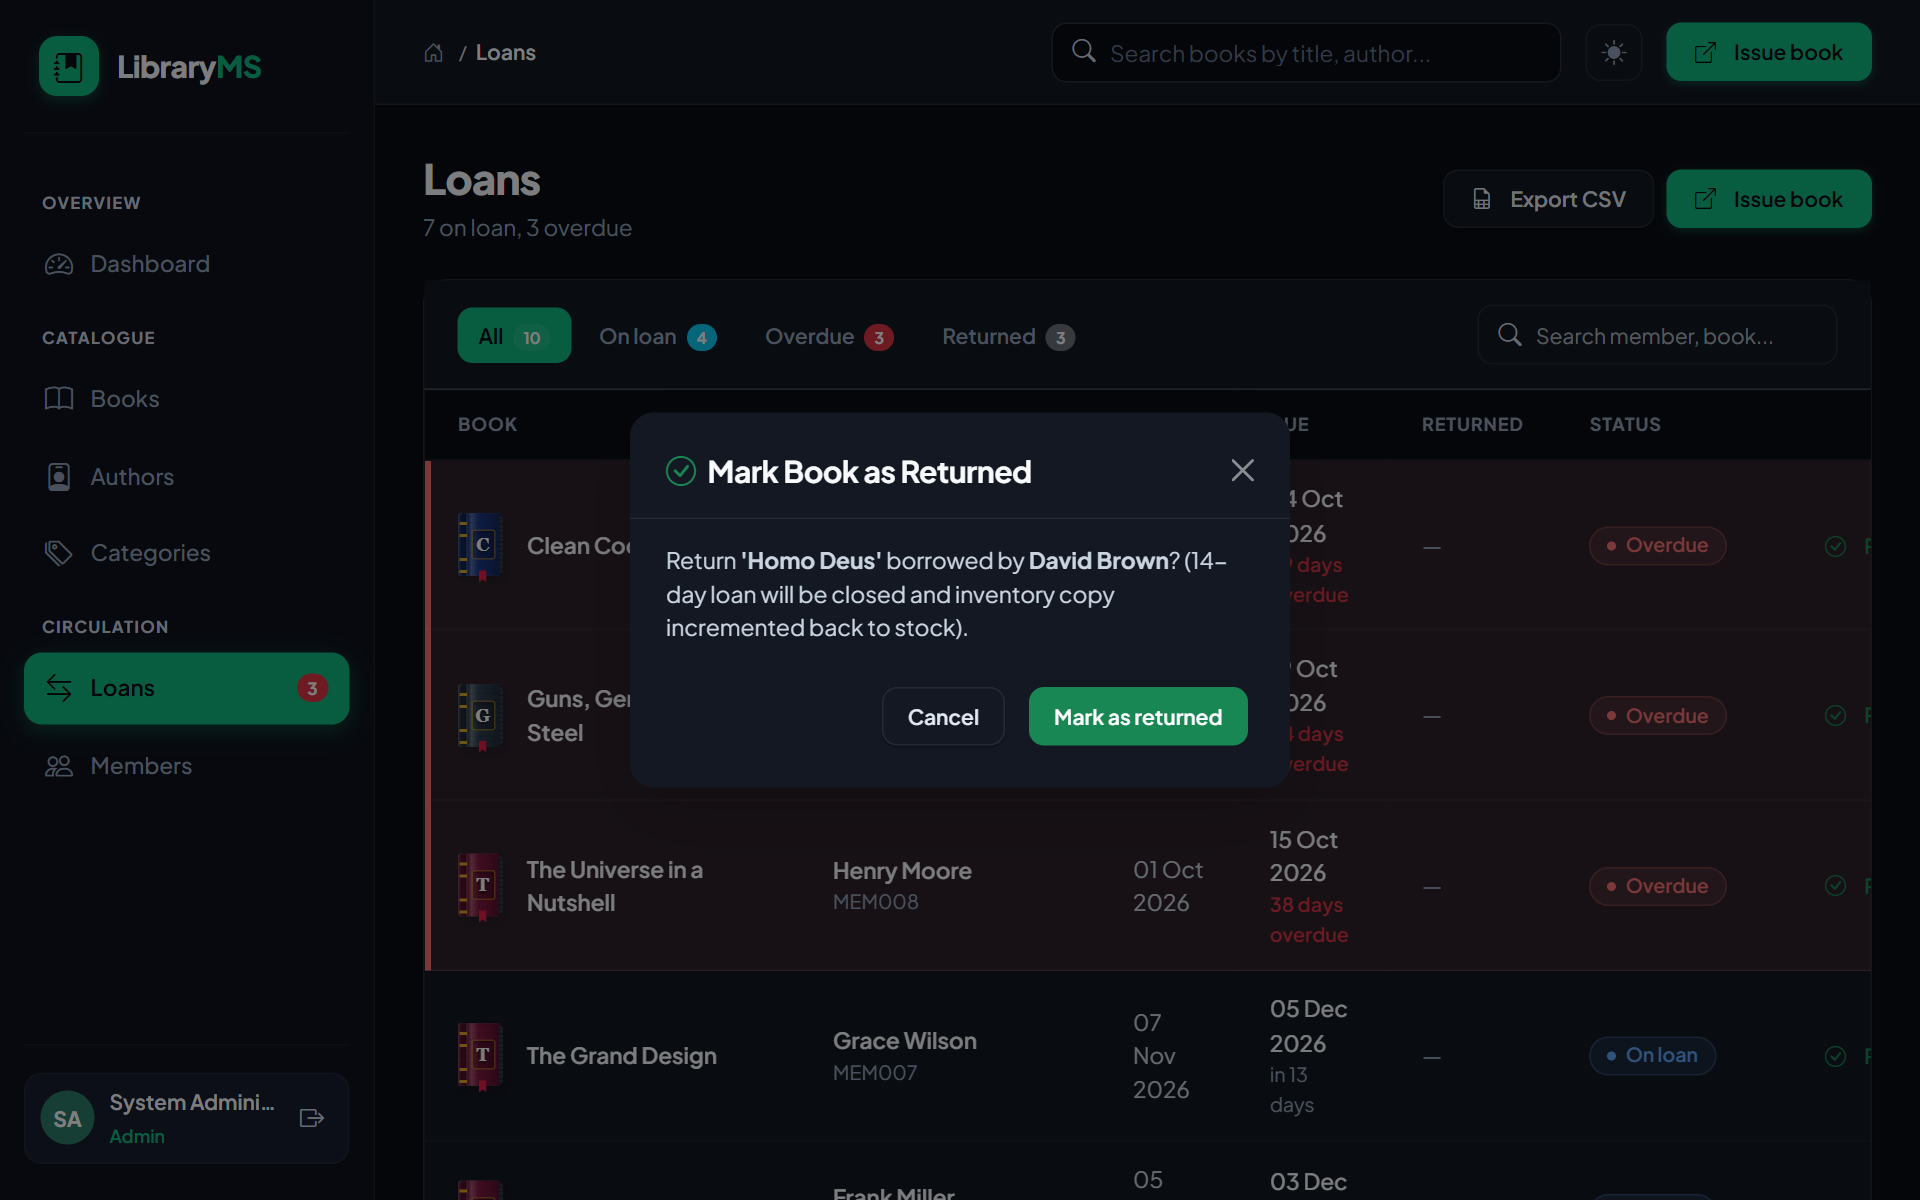 LibraryMS
/ Loans
Search books by title, author...
Issue book
OVERVIEW
Dashboard
CATALOGUE
Books
Authors
Categories
CIRCULATION
Loans 3
Members
SA
System Admini...
Admin
Loans
7 on loan, 3 overdue
Export CSV
Issue book
All 10
On loan 4
Overdue 3
Returned 3
Search member, book...
BOOK
RETURNED
STATUS
Mark Book as Returned
Return 'Homo Deus' borrowed by David Brown? (14-
day loan will be closed and inventory copy
incremented back to stock).
Cancel
Mark as returned
C
Oct
days
—
Overdue
G
Guns,
Steel
Oct
days
—
Overdue
T
The Universe in a
Nutshell
Henry Moore
MEM008
01 Oct
2026
15 Oct
2026
38 days
overdue
—
Overdue
T
The Grand Design
Grace Wilson
MEM007
07
Nov
2026
05 Dec
2026
in 13
days
—
On loan
Frank Miller
05
03 Dec